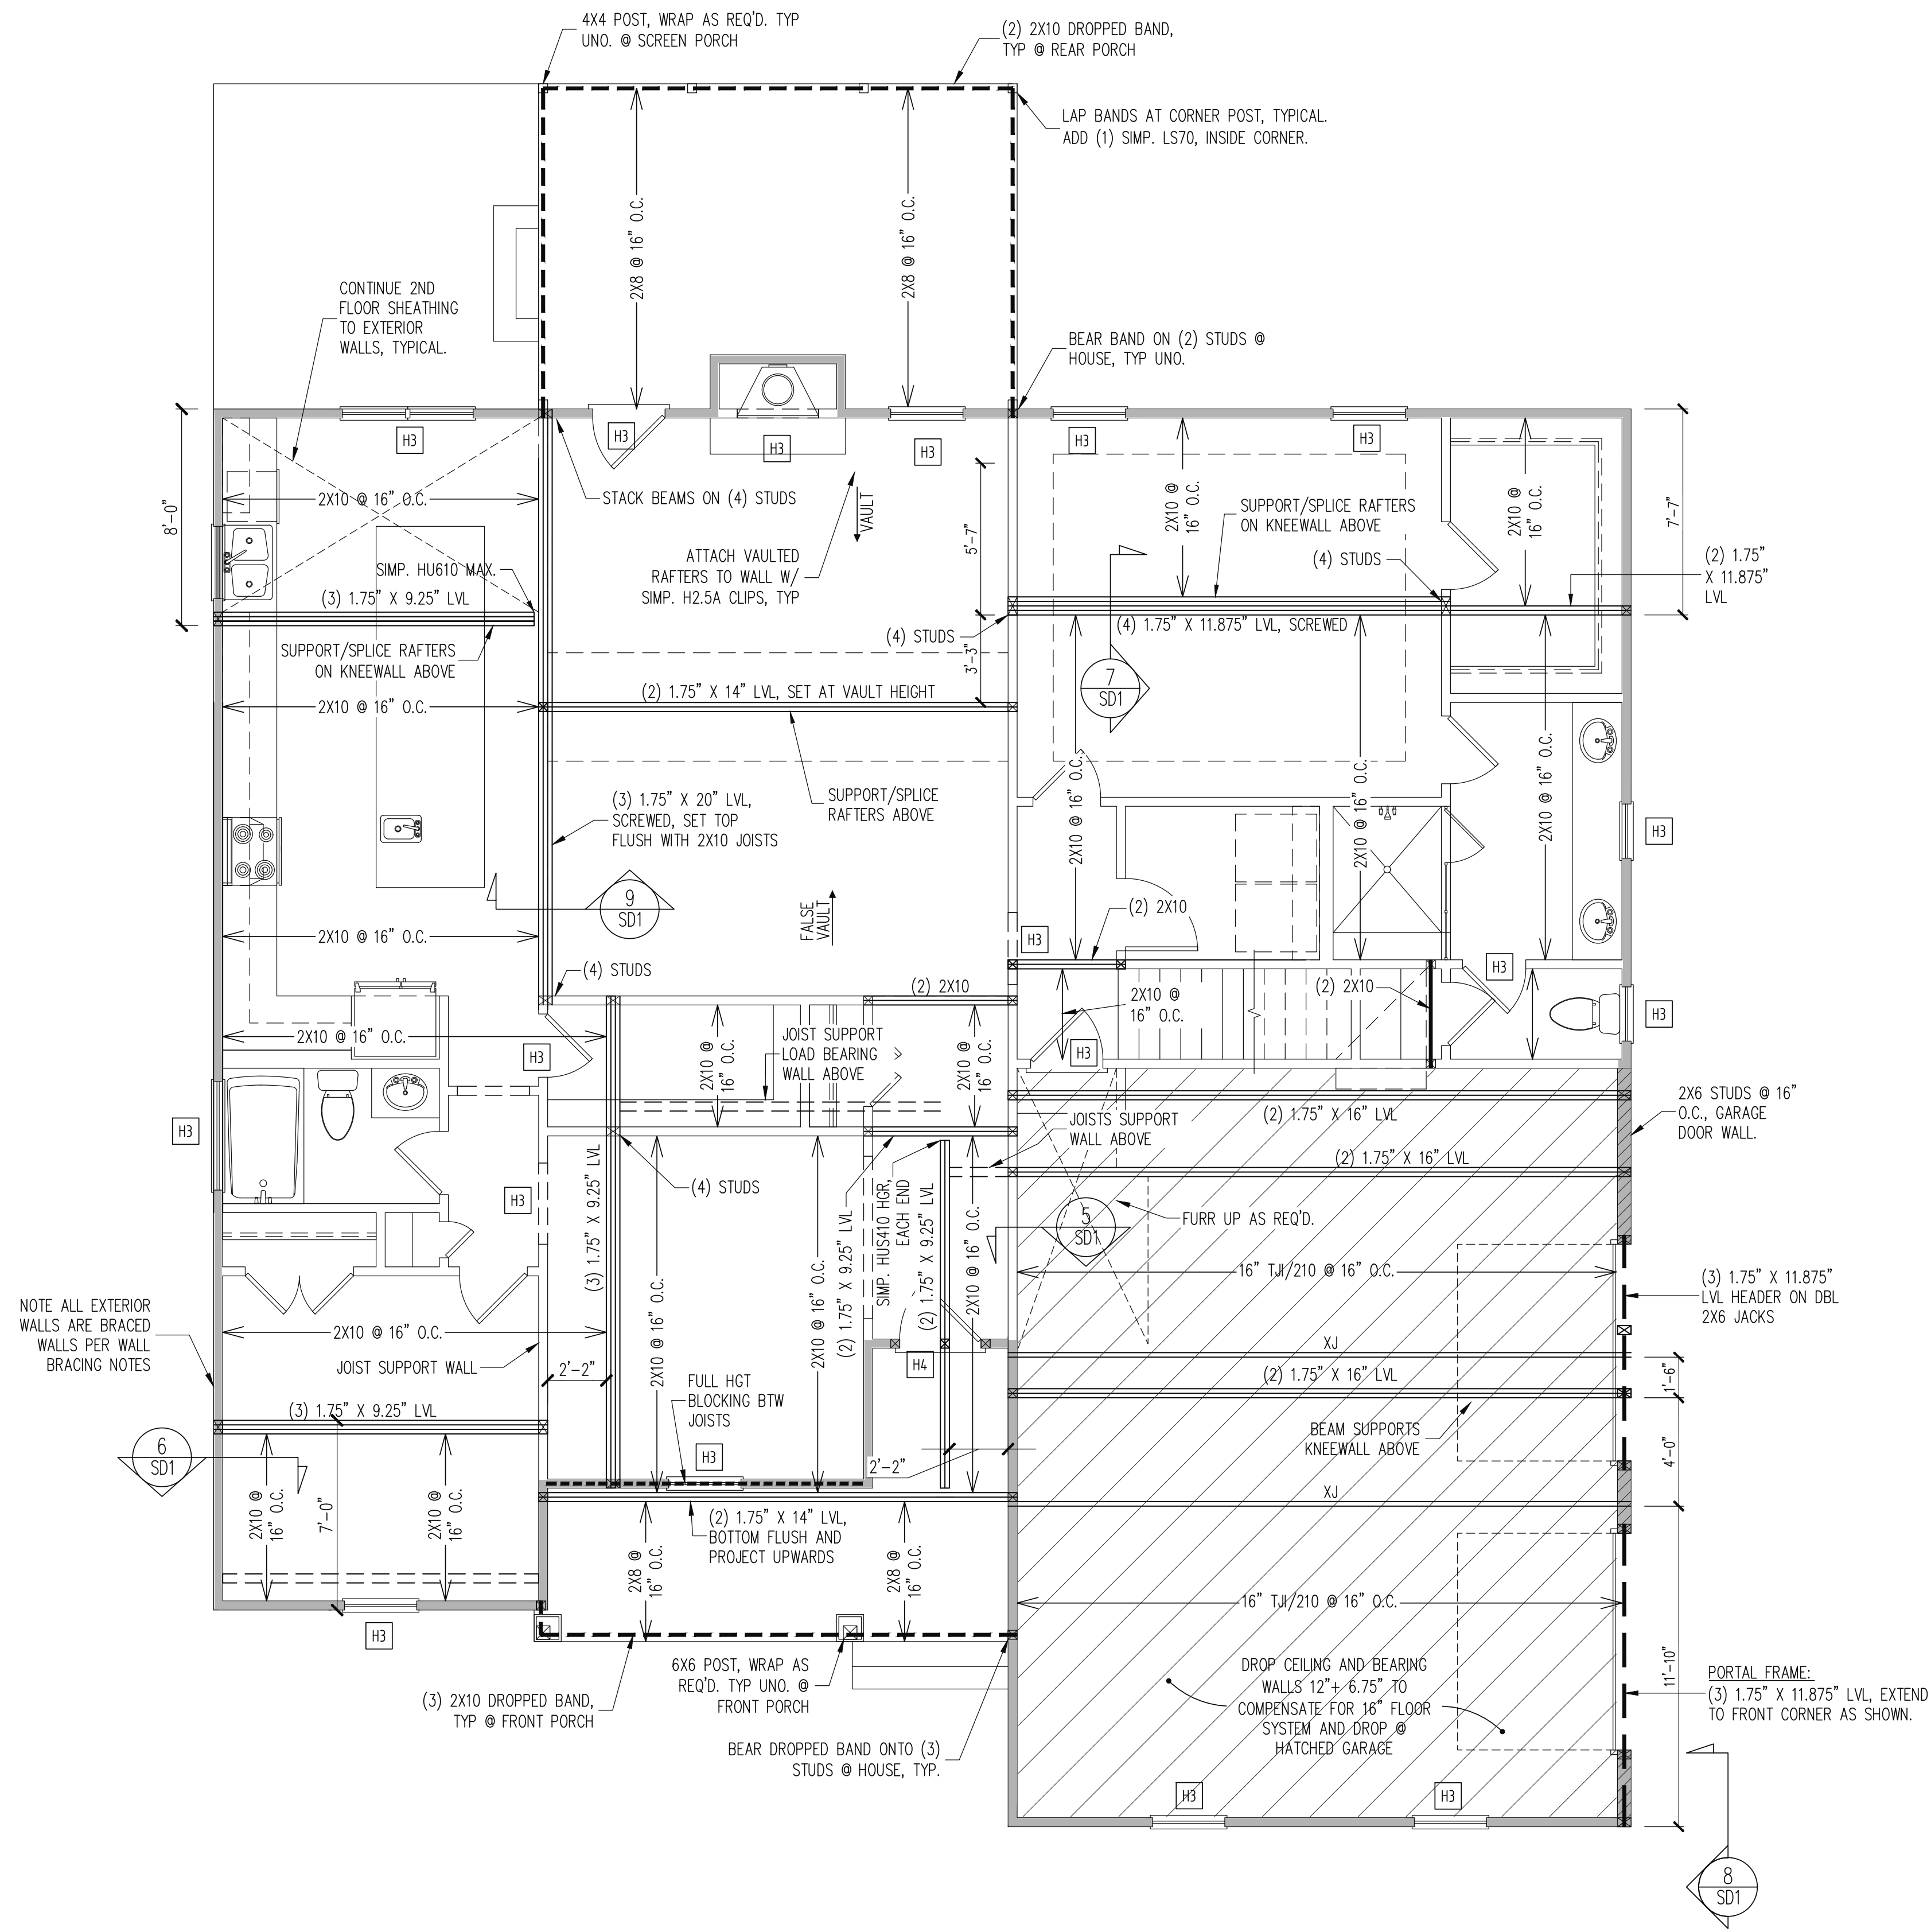 4X4 POST, WRAP AS REQ'D. TYP
UNO. @ SCREEN PORCH
(2) 2X10 DROPPED BAND,
TYP @ REAR PORCH
LAP BANDS AT CORNER POST, TYPICAL.
ADD (1) SIMP. LS70, INSIDE CORNER.
2X8 @ 16" O.C.
2X8 @ 16" O.C.
CONTINUE 2ND
FLOOR SHEATHING
TO EXTERIOR
WALLS, TYPICAL.
BEAR BAND ON (2) STUDS @
HOUSE, TYP UNO.
H3
H3
H3
H3
H3
H3
8'-0"
2X10 @ 16" O.C.
STACK BEAMS ON (4) STUDS
VAULT
5'-7"
2X10 @
16" O.C.
SUPPORT/SPLICE RAFTERS
ON KNEEWALL ABOVE
(4) STUDS
2X10 @
16" O.C.
7'-7"
(2) 1.75"
X 11.875"
LVL
ATTACH VAULTED
RAFTERS TO WALL W/
SIMP. H2.5A CLIPS, TYP
SIMP. HU610 MAX.
(3) 1.75" X 9.25" LVL
(4) STUDS
(4) 1.75" X 11.875" LVL, SCREWED
SUPPORT/SPLICE RAFTERS
ON KNEEWALL ABOVE
3'-3"
7
SD1
2X10 @ 16" O.C.
(2) 1.75" X 14" LVL, SET AT VAULT HEIGHT
(3) 1.75" X 20" LVL,
SCREWED, SET TOP
FLUSH WITH 2X10 JOISTS
SUPPORT/SPLICE
RAFTERS ABOVE
2X10 @ 16" O.C.
2X10 @ 16" O.C.
2X10 @ 16" O.C.
H3
9
SD1
FALSE
VAULT
(2) 2X10
2X10 @ 16" O.C.
H3
H3
(4) STUDS
(2) 2X10
2X10 @
16" O.C.
(2) 2X10
H3
2X10 @ 16" O.C.
H3
2X10 @
16" O.C.
JOIST SUPPORT
LOAD BEARING
WALL ABOVE
2X10 @
16" O.C.
H3
2X6 STUDS @ 16"
O.C., GARAGE
DOOR WALL.
H3
(2) 1.75" X 16" LVL
JOISTS SUPPORT
WALL ABOVE
(2) 1.75" X 16" LVL
H3
(3) 1.75" X 9.25" LVL
(4) STUDS
(2) 1.75" X 9.25" LVL
SIMP. HUS410 HGR,
EACH END
(2) 1.75" X 9.25" LVL
2X10 @ 16" O.C.
5
SD1
FURR UP AS REQ'D.
16" TJI/210 @ 16" O.C.
(3) 1.75" X 11.875"
LVL HEADER ON DBL
2X6 JACKS
NOTE ALL EXTERIOR
WALLS ARE BRACED
WALLS PER WALL
BRACING NOTES
2X10 @ 16" O.C.
JOIST SUPPORT WALL
2'-2"
2X10 @ 16" O.C.
2X10 @ 16" O.C.
FULL HGT
BLOCKING BTW
JOISTS
H4
XJ
(2) 1.75" X 16" LVL
1'-6"
BEAM SUPPORTS
KNEEWALL ABOVE
4'-0"
(3) 1.75" X 9.25" LVL
6
SD1
H3
2'-2"
XJ
2X10 @
16" O.C.
7'-0"
2X10 @
16" O.C.
(2) 1.75" X 14" LVL,
BOTTOM FLUSH AND
PROJECT UPWARDS
2X8 @
16" O.C.
2X8 @
16" O.C.
16" TJI/210 @ 16" O.C.
H3
6X6 POST, WRAP AS
REQ'D. TYP UNO. @
FRONT PORCH
(3) 2X10 DROPPED BAND,
TYP @ FRONT PORCH
BEAR DROPPED BAND ONTO (3)
STUDS @ HOUSE, TYP.
DROP CEILING AND BEARING
WALLS 12"+ 6.75" TO
COMPENSATE FOR 16" FLOOR
SYSTEM AND DROP @
HATCHED GARAGE
11'-10"
PORTAL FRAME:
(3) 1.75" X 11.875" LVL, EXTEND
TO FRONT CORNER AS SHOWN.
H3
H3
8
SD1